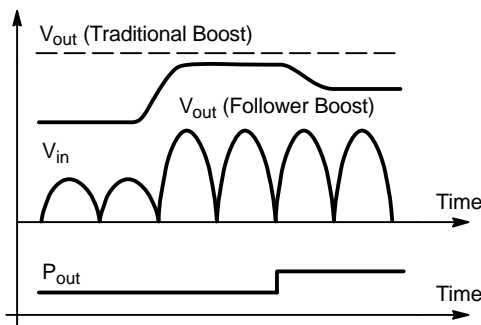 Vout (Traditional Boost)
Vout (Follower Boost)
Vin
Time
Pout
Time